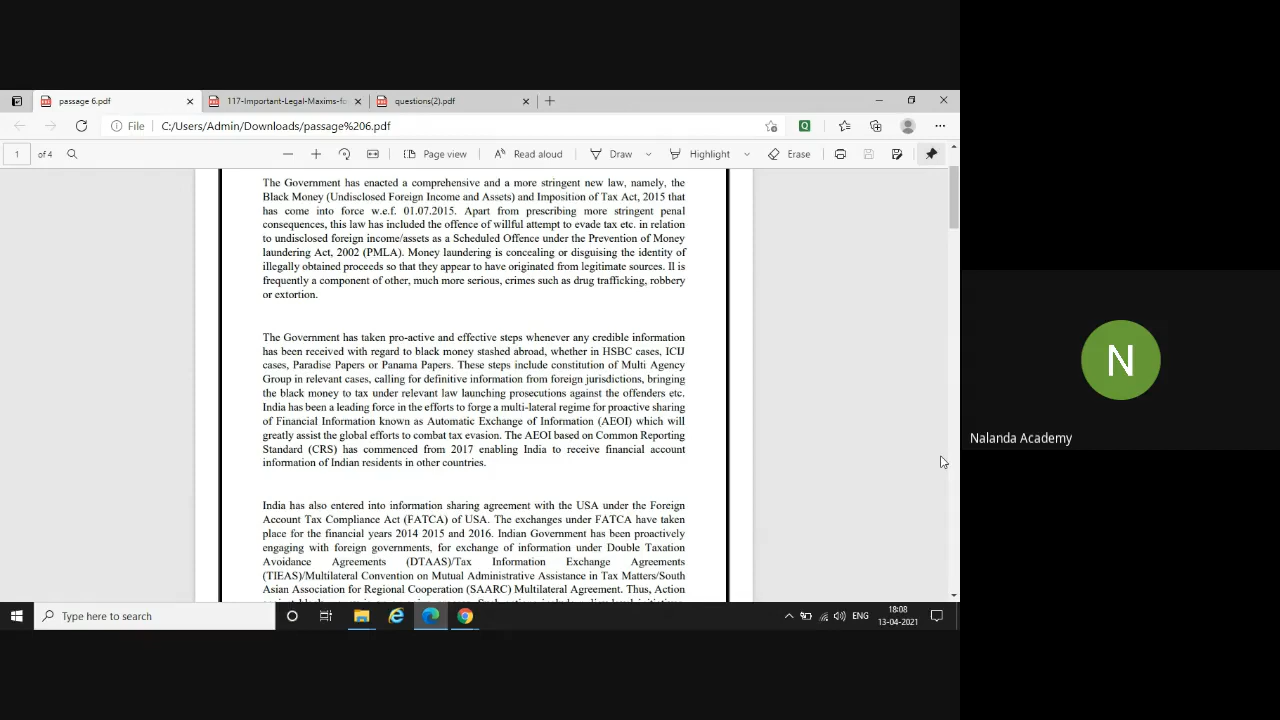 passage 6.pdf
117-Important-Legal-Maxims-fo
questions(2).pdf
File
C:/Users/Admin/Downloads/passage%206.pdf
1 of 4
Page view
Read aloud
Draw
Highlight
Erase
The Government has enacted a comprehensive and a more stringent new law, namely, the
Black Money (Undisclosed Foreign Income and Assets) and Imposition of Tax Act, 2015 that
has come into force w.e.f. 01.07.2015. Apart from prescribing more stringent penal
consequences, this law has included the offence of willful attempt to evade tax etc. in relation
to undisclosed foreign income/assets as a Scheduled Offence under the Prevention of Money
laundering Act, 2002 (PMLA). Money laundering is concealing or disguising the identity of
illegally obtained proceeds so that they appear to have originated from legitimate sources. Il is
frequently a component of other, much more serious, crimes such as drug trafficking, robbery
or extortion.
The Government has taken pro-active and effective steps whenever any credible information
has been received with regard to black money stashed abroad, whether in HSBC cases, ICIJ
cases, Paradise Papers or Panama Papers. These steps include constitution of Multi Agency
Group in relevant cases, calling for definitive information from foreign jurisdictions, bringing
the black money to tax under relevant law launching prosecutions against the offenders etc.
India has been a leading force in the efforts to forge a multi-lateral regime for proactive sharing
of Financial Information known as Automatic Exchange of Information (AEOI) which will
greatly assist the global efforts to combat tax evasion. The AEOI based on Common Reporting
Standard (CRS) has commenced from 2017 enabling India to receive financial account
information of Indian residents in other countries.
India has also entered into information sharing agreement with the USA under the Foreign
Account Tax Compliance Act (FATCA) of USA. The exchanges under FATCA have taken
place for the financial years 2014 2015 and 2016. Indian Government has been proactively
engaging with foreign governments, for exchange of information under Double Taxation
Avoidance Agreements (DTAAS)/Tax Information Exchange Agreements
(TIEAS)/Multilateral Convention on Mutual Administrative Assistance in Tax Matters/South
Asian Association for Regional Cooperation (SAARC) Multilateral Agreement. Thus, Action
N
Nalanda Academy
Type here to search
ENG
18:08
13-04-2021